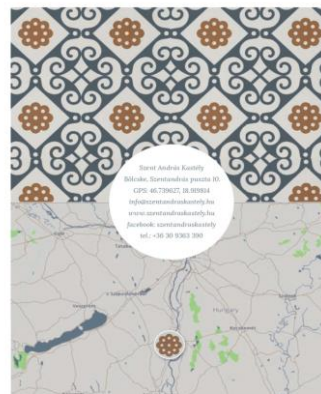 Szent András Kastély
Bölcske, Szentandrás puszta 10.
GPS: 46.739627, 18.919914
info@szentandraskastely.hu
www.szentandraskastely.hu
facebook: szentandraskastely
tel.: +36 30 9363 390
Hungary